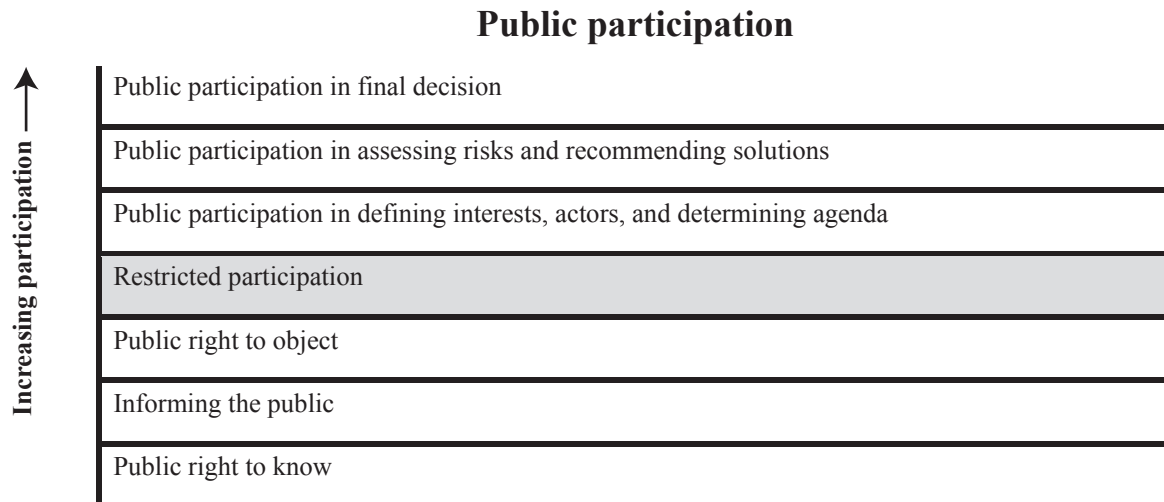 Public participation
Increasing participation
Public participation in final decision
Public participation in assessing risks and recommending solutions
Public participation in defining interests, actors, and determining agenda
Restricted participation
Public right to object
Informing the public
Public right to know